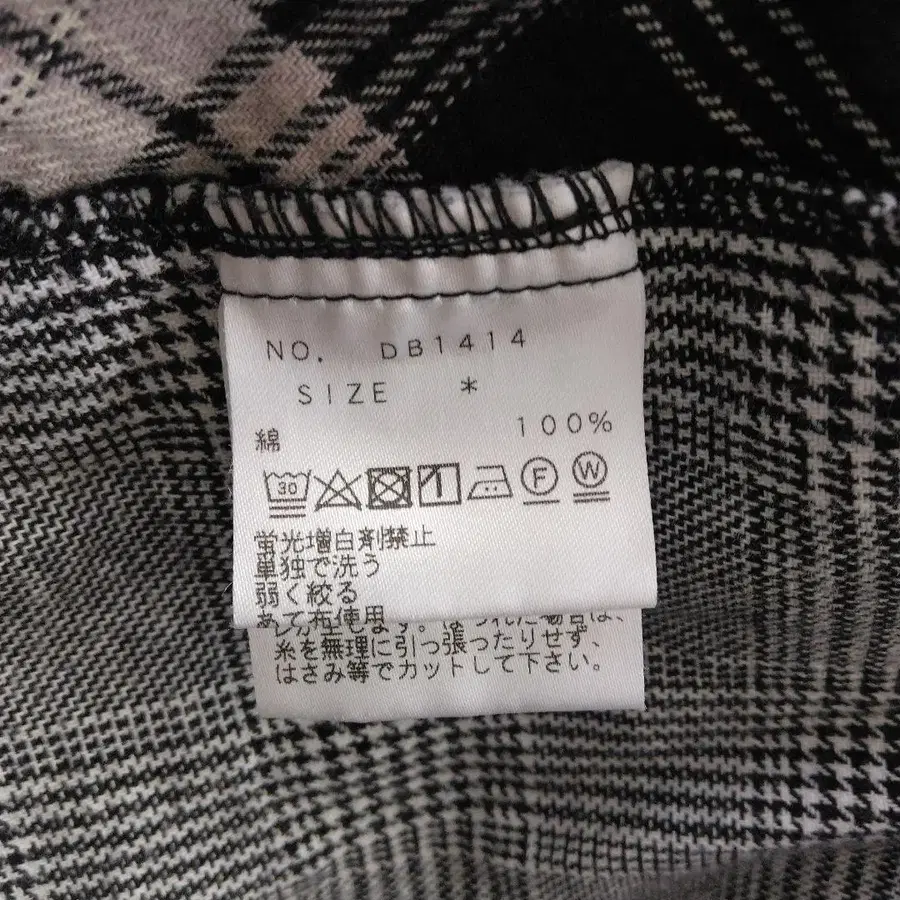 NO. DB1414
SIZE *
綿 100%
30 F W
蛍光増白剤禁止
単独で洗う
弱く絞る
あて布使用
糸を無理に引っ張ったりせず、
はさみ等でカットして下さい。